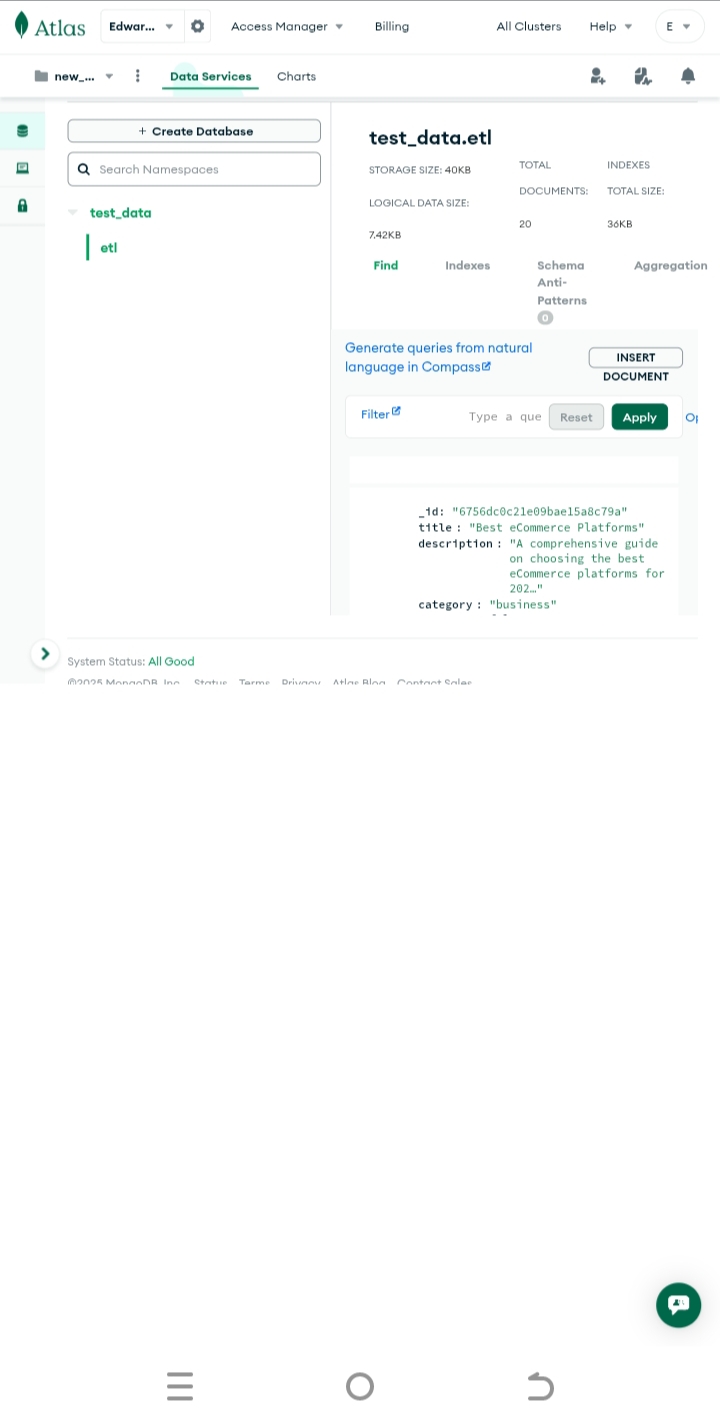 Atlas
Edwar...
Access Manager
Billing
All Clusters
Help
E
new_...
Data Services
Charts
+ Create Database
Search Namespaces
test_data
etl
test_data.etl
STORAGE SIZE: 40KB
LOGICAL DATA SIZE:
7.42KB
TOTAL
DOCUMENTS:
20
INDEXES
TOTAL SIZE:
36KB
Find
Indexes
Schema
Anti-
Patterns
0
Aggregation
Generate queries from natural
language in Compass
INSERT
DOCUMENT
Filter
Type a que
Reset
Apply
_id: "6756dc0c21e09bae15a8c79a"
title : "Best eCommerce Platforms"
description : "A comprehensive guide
on choosing the best
eCommerce platforms for
202…"
category : "business"
System Status: All Good
©2025 MongoDB, Inc. Status Terms Privacy Atlas Blog Contact Sales